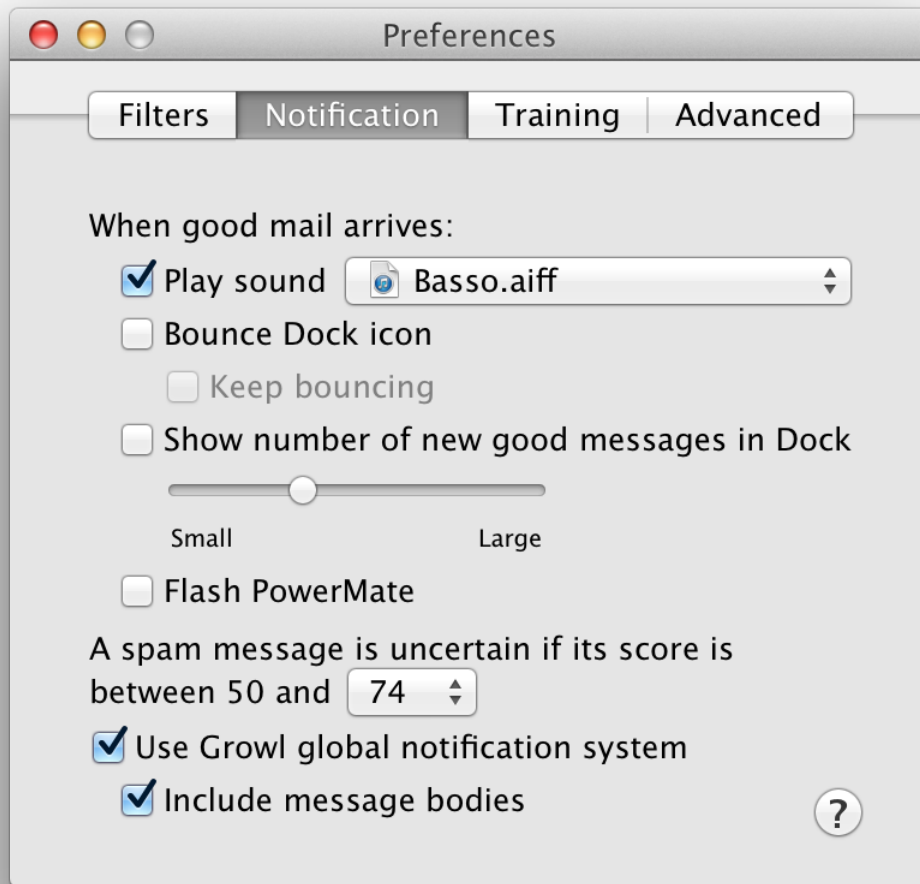 Preferences
Filters Notification Training Advanced
When good mail arrives:
Play sound Basso.aiff
Bounce Dock icon
Keep bouncing
Show number of new good messages in Dock
Small Large
Flash PowerMate
A spam message is uncertain if its score is
between 50 and 74
Use Growl global notification system
Include message bodies
?